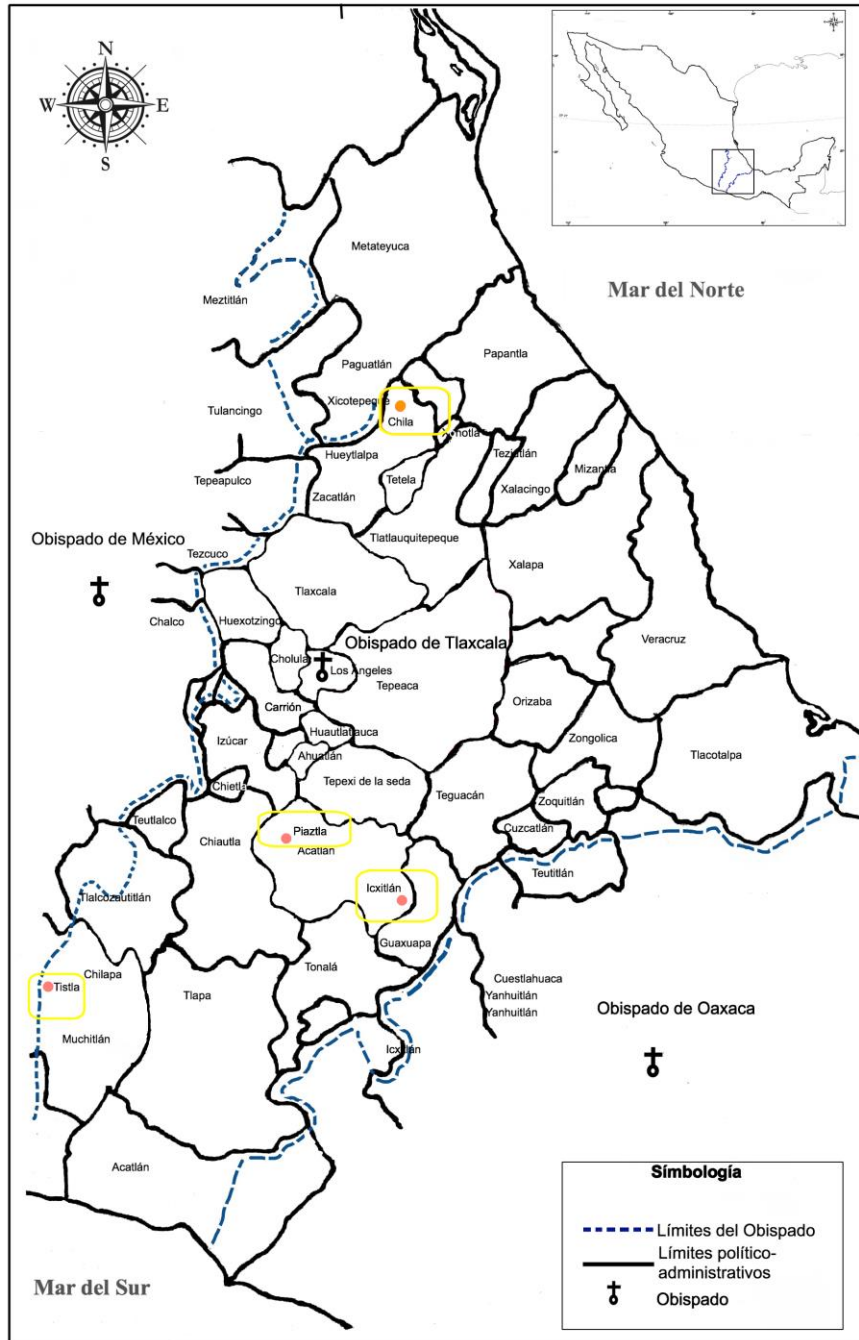 N
W
E
S
Metateyuca
Mar del Norte
Meztitlán
Papantla
Paguatlán
Xicotepeque
Tulancingo
Chila
Hueytlalpa
Teziutlán
Mizantla
Tepeapulco
Tetela
Zacatlán
Xalacingo
Obispado de México
Tlatlauquitepeque
Tezcuco
Xalapa
Tlaxcala
Chalco
Huexotzingo
Veracruz
Obispado de Tlaxcala
Cholula
Los Angeles
Tepeaca
Carrión
Orizaba
Huautlatlauca
Izúcar
Zongolica
Ahuatlán
Tlacotalpa
Tepexi de la seda
Chietla
Teguacán
Zoquitlán
Teutlalco
Piaztla
Cuzcatlán
Chiautla
Acatlán
Teutitlán
Icxitlán
Tlalcozautitlán
Guaxuapa
Chilapa
Tonalá
Cuestlahuaca
Tistla
Tlapa
Yanhuitlán
Yanhuitlán
Obispado de Oaxaca
Muchitlán
Icxitlán
Acatlán
Símbología
Límites del Obispado
Límites político-
administrativos
Obispado
Mar del Sur